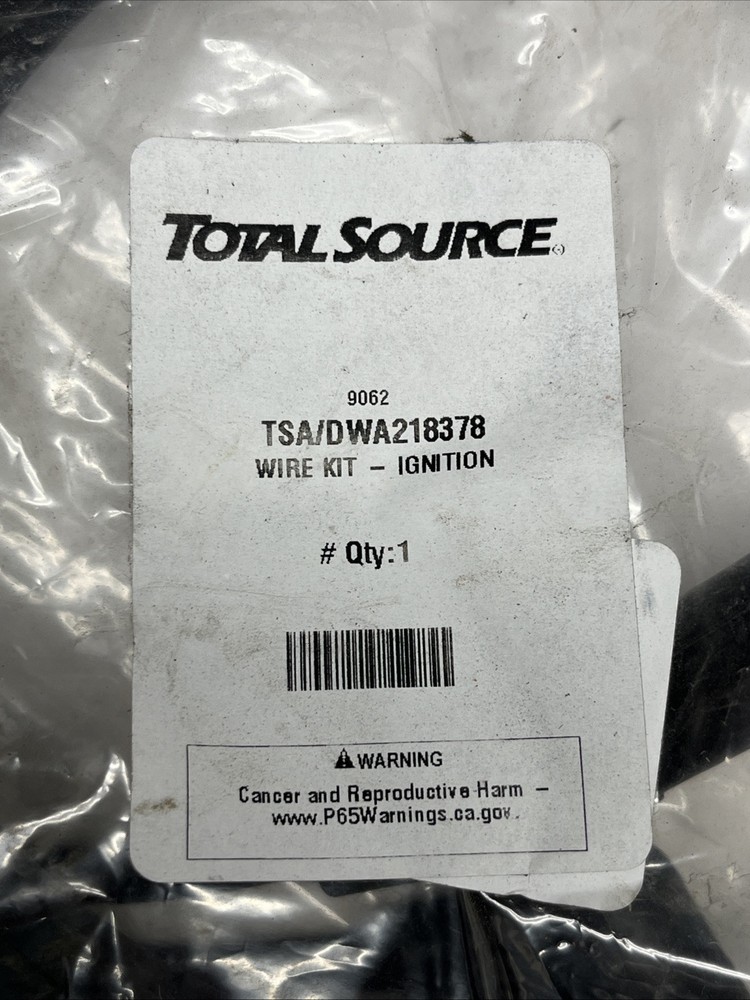 TOTAL SOURCE®
9062
TSA/DWA218378
WIRE KIT – IGNITION
# Qty:1
⚠ WARNING
Cancer and Reproductive Harm –
www.P65Warnings.ca.gov.